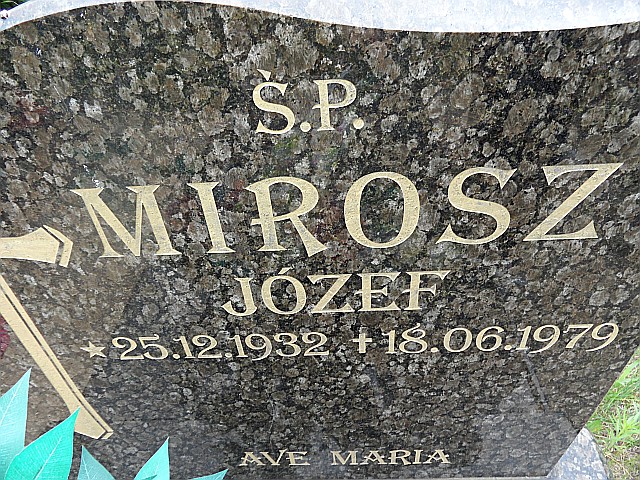 Ś.P.
MIROSZ
JÓZEF
★25.12.1932 ✝18.06.1979
AVE MARIA